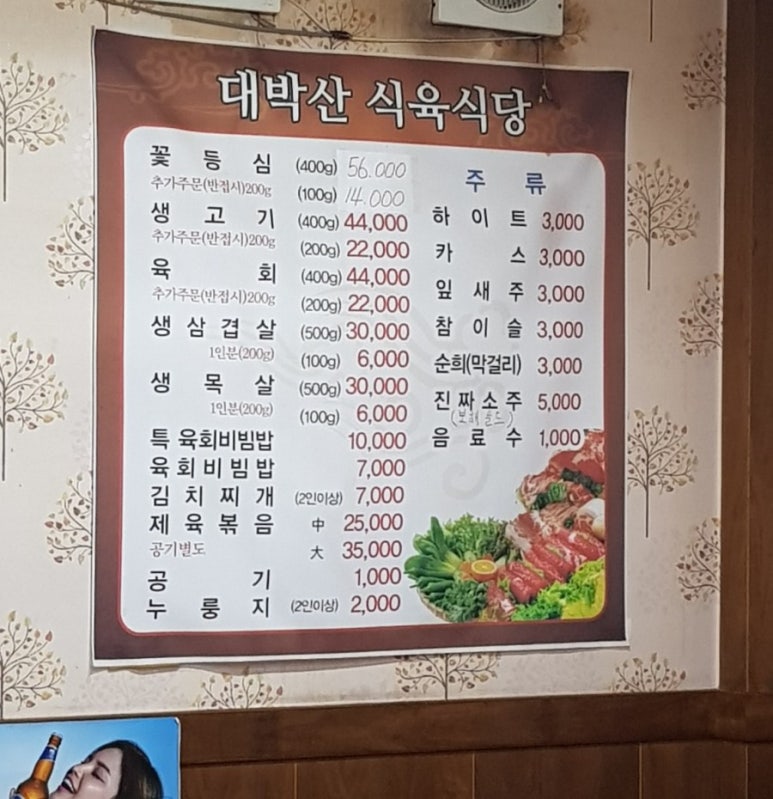 대박산 식육식당
꽃등심 (400g) 56.000
추가주문(반접시)200g (100g) 14.000
생고기 (400g) 44,000
추가주문(반접시)200g (200g) 22,000
육회 (400g) 44,000
추가주문(반접시)200g (200g) 22,000
생삼겹살 (500g) 30,000
1인분(200g) (100g) 6,000
생목살 (500g) 30,000
1인분(200g) (100g) 6,000
특육회비빔밥 10,000
육회비빔밥 7,000
김치찌개 (2인이상) 7,000
제육볶음 中 25,000
공기별도 大 35,000
공기 1,000
누룽지 (2인이상) 2,000
주류
하이트 3,000
카스 3,000
잎새주 3,000
참이슬 3,000
순희(막걸리) 3,000
진짜소주 5,000
음료수 1,000